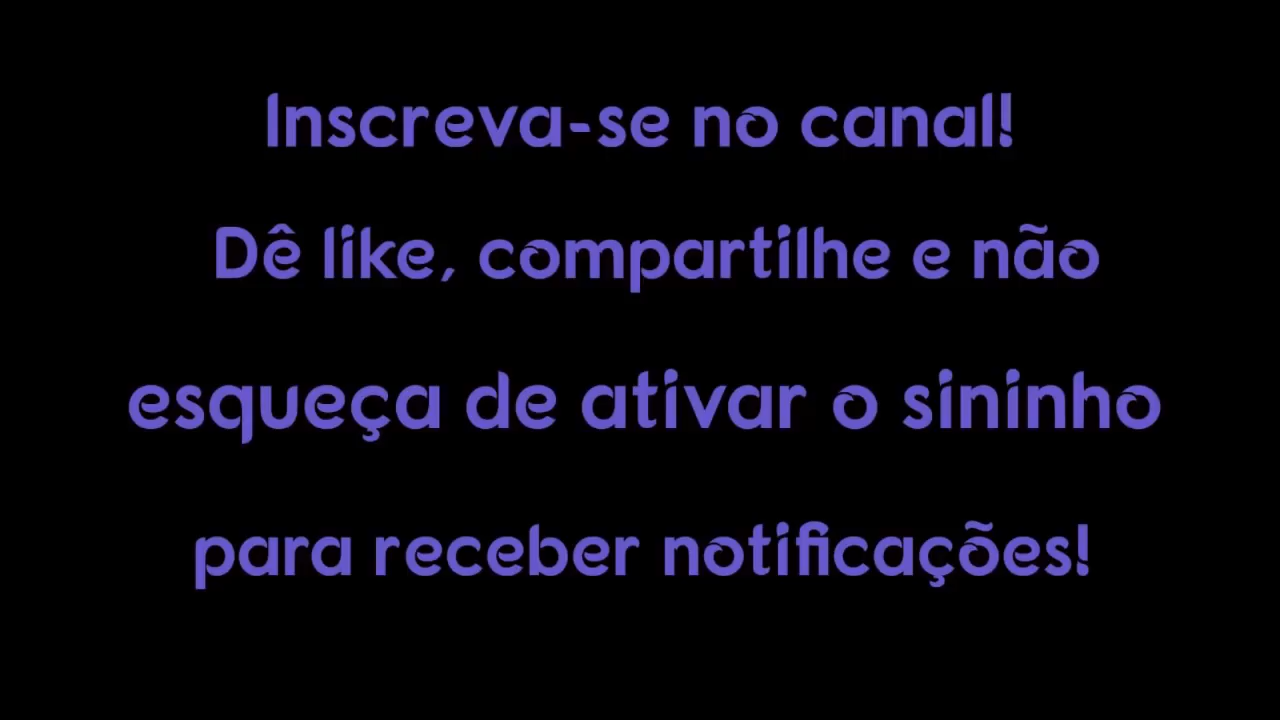 Inscreva-se no canal!
Dê like, compartilhe e não
esqueça de ativar o sininho
para receber notificações!